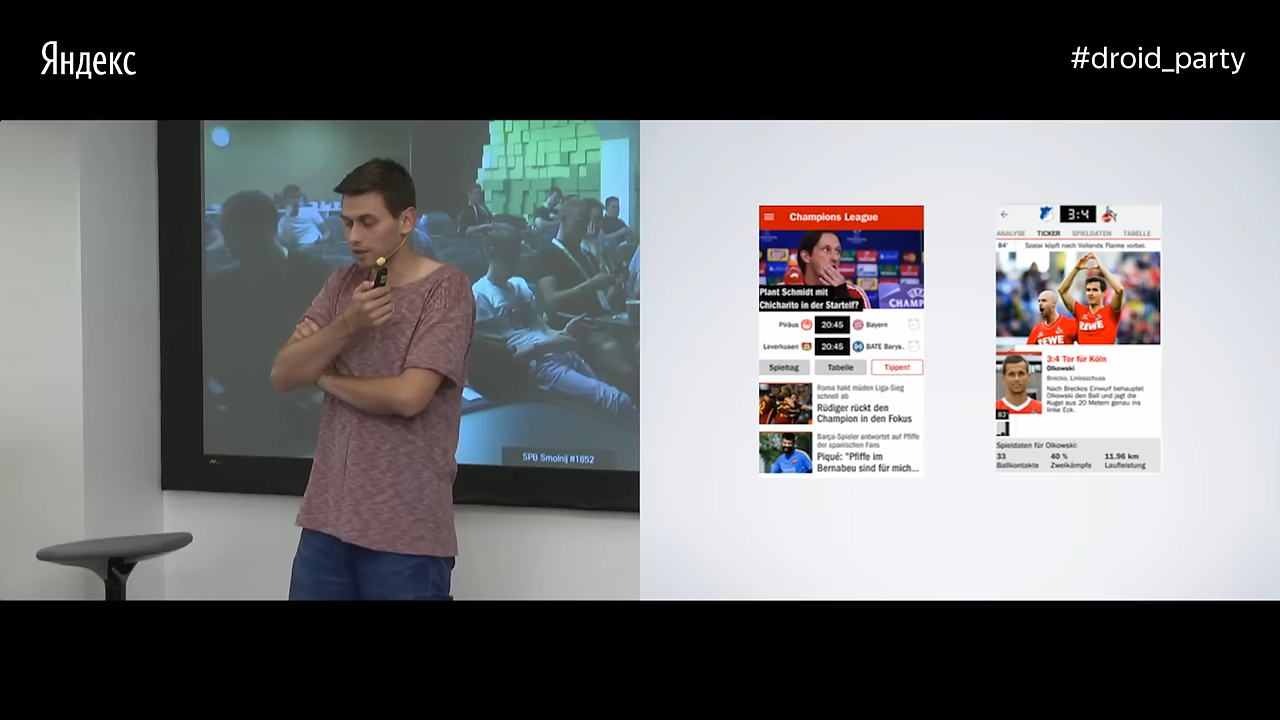 Яндекс
#droid_party
SPB Smolnij #1852
Champions League
Plant Schmidt mit
Chicharito in der Startelf?
CHAMP
Piräus 20:45 Bayern
Leverkusen 20:45 BATE Barys..
Spieltag Tabelle Tippen!
Roma hakt müden Liga-Sieg
schnell ab
Rüdiger rückt den
Champion in den Fokus
Barça-Spieler antwortet auf Pfiffe
der spanischen Fans
Piqué: "Pfiffe im
Bernabeu sind für mich...
3:4
ANALYSE TICKER SPIELDATEN TABELLE
84' Szalai köpft nach Vollands Flanke vorbei.
REWE
REWE
3:4 Tor für Köln
Olkowski
Brecko, Linksschuss
Nach Breckos Einwurf behauptet
Olkowski den Ball und jagt die
Kugel aus 20 Metern genau ins
linke Eck.
83'
Spieldaten für Olkowski:
33 40 % 11.96 km
Ballkontakte Zweikämpfe Laufleistung